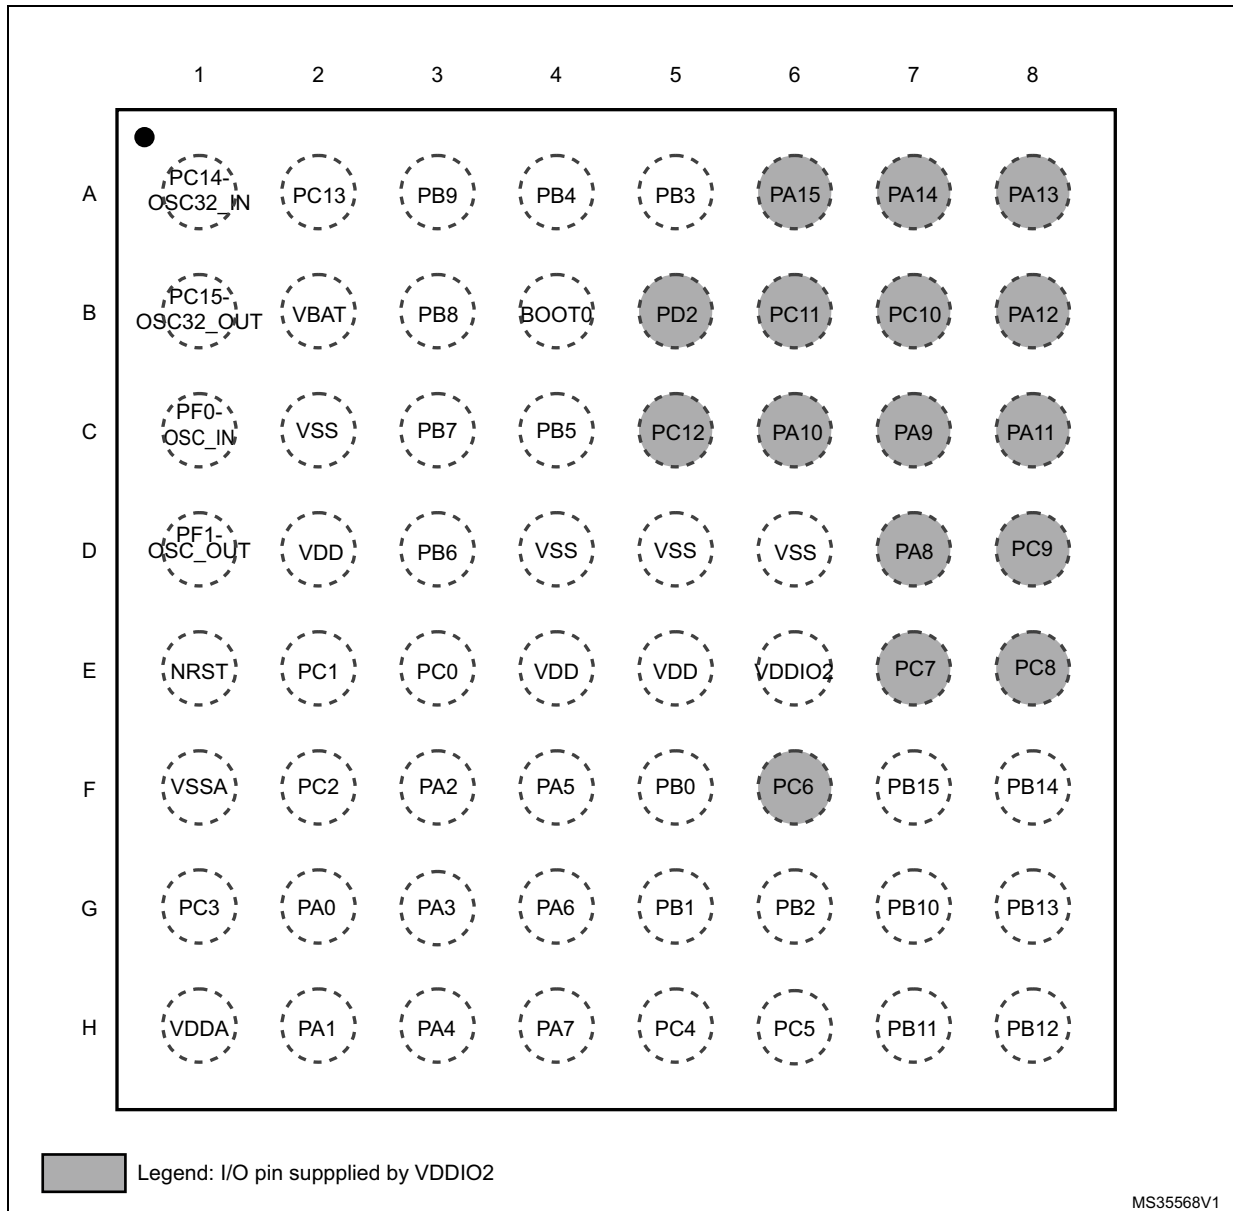 1 2 3 4 5 6 7 8
A PC14-OSC32_IN PC13 PB9 PB4 PB3 PA15 PA14 PA13
B PC15-OSC32_OUT VBAT PB8 BOOT0 PD2 PC11 PC10 PA12
C PF0-OSC_IN VSS PB7 PB5 PC12 PA10 PA9 PA11
D PF1-OSC_OUT VDD PB6 VSS VSS VSS PA8 PC9
E NRST PC1 PC0 VDD VDD VDDIO2 PC7 PC8
F VSSA PC2 PA2 PA5 PB0 PC6 PB15 PB14
G PC3 PA0 PA3 PA6 PB1 PB2 PB10 PB13
H VDDA PA1 PA4 PA7 PC4 PC5 PB11 PB12
Legend: I/O pin suppplied by VDDIO2
MS35568V1